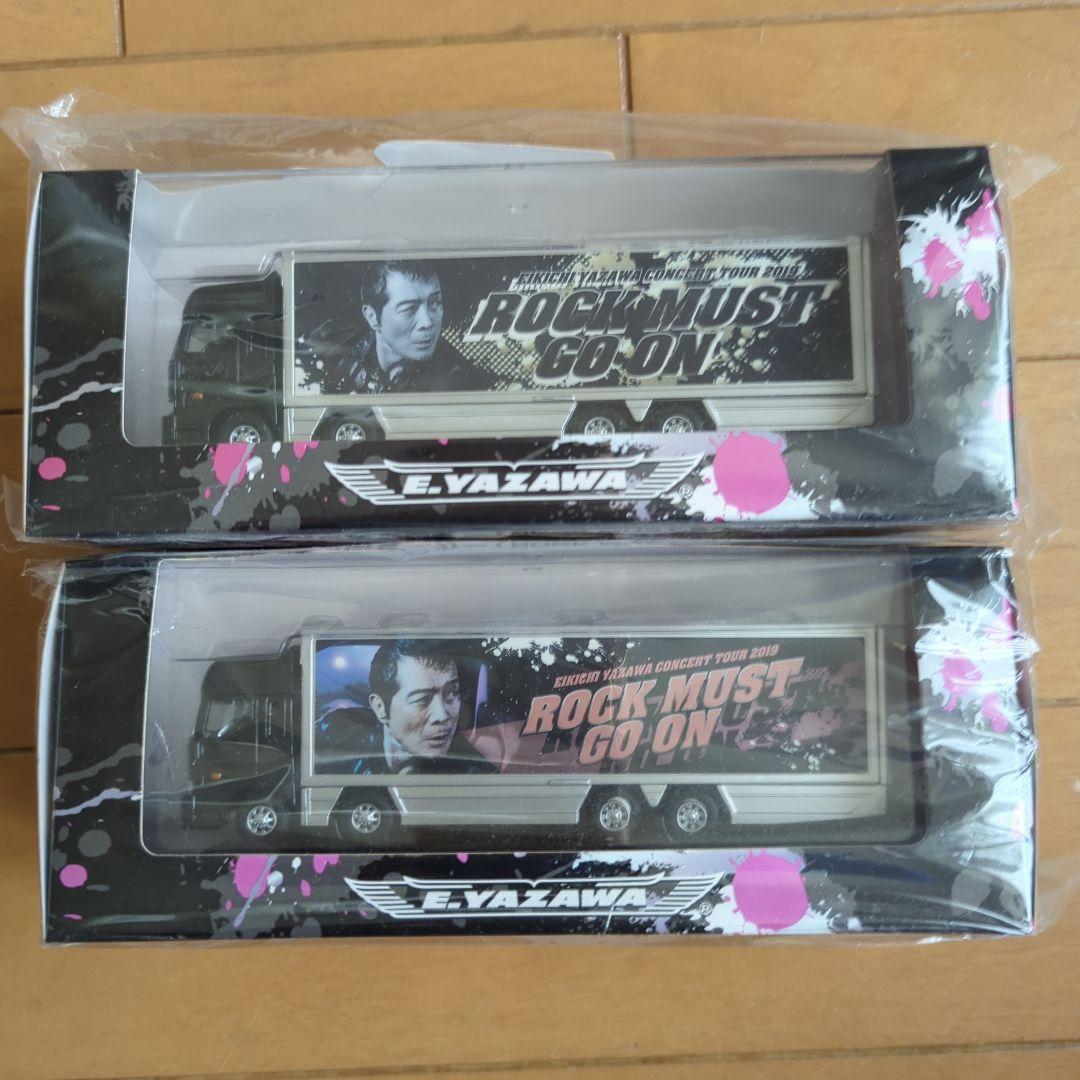 EIKICHI YAZAWA CONCERT TOUR 2019
ROCK MUST
GO ON
E.YAZAWA
®
EIKICHI YAZAWA CONCERT TOUR 2019
ROCK MUST
GO ON
E.YAZAWA
®